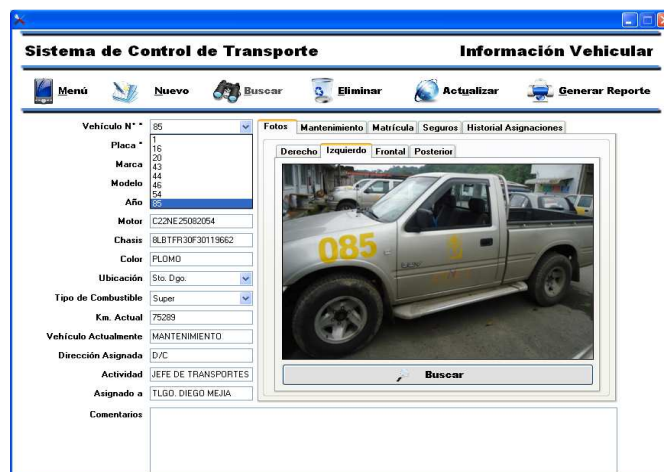 Sistema de Control de Transporte
Información Vehicular
Menú
Nuevo
Buscar
Eliminar
Actualizar
Generar Reporte
Vehículo N° *
85
1
16
20
43
44
46
54
85
Placa *
Marca
Modelo
Año
Motor
C22NE25082054
Chasis
8LBTFR30F30119662
Color
PLOMO
Ubicación
Sto. Dgo.
Tipo de Combustible
Super
Km. Actual
75289
Vehículo Actualmente
MANTENIMIENTO
Dirección Asignada
D/C
Actividad
JEFE DE TRANSPORTES
Asignado a
TLGO. DIEGO MEJIA
Comentarios
Fotos
Mantenimiento
Matrícula
Seguros
Historial Asignaciones
Derecho
Izquierdo
Frontal
Posterior
085
Buscar